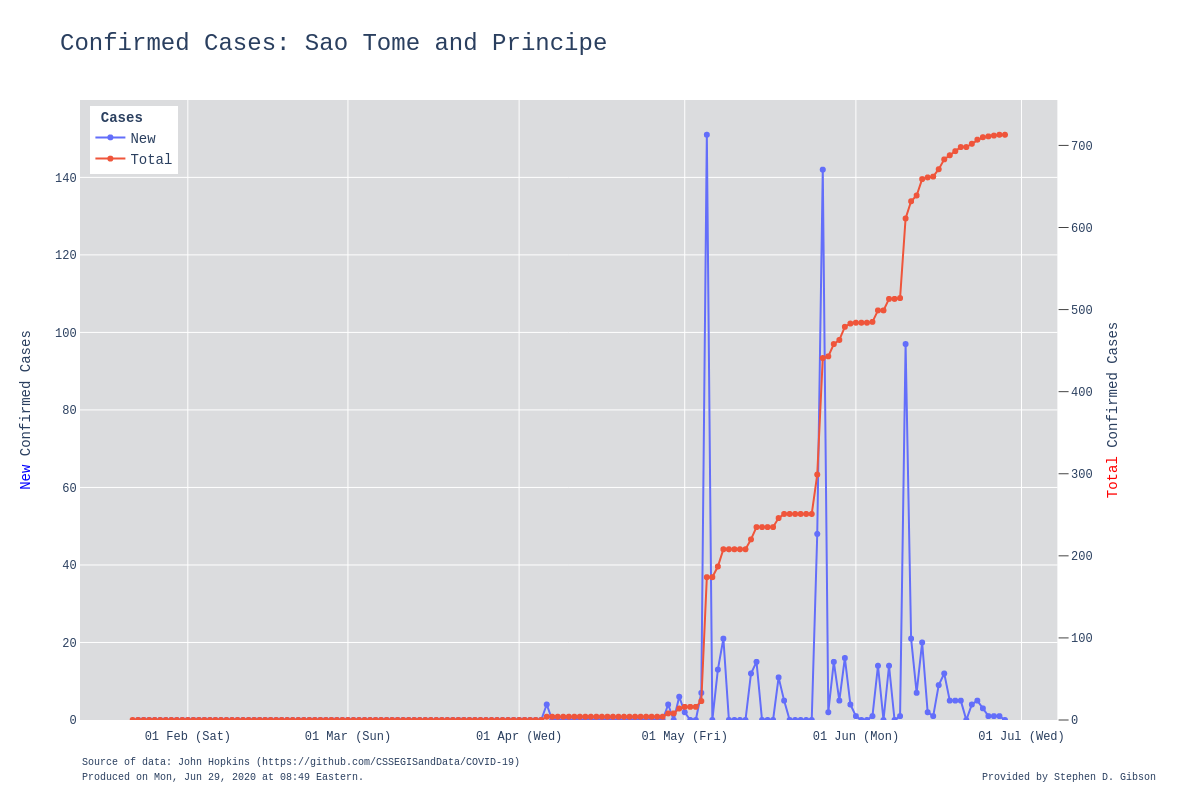 Confirmed Cases: Sao Tome and Principe
Cases
New
Total
140
120
100
80
60
40
20
0
700
600
500
400
300
200
100
0
New Confirmed Cases
Total Confirmed Cases
01 Feb (Sat)
01 Mar (Sun)
01 Apr (Wed)
01 May (Fri)
01 Jun (Mon)
01 Jul (Wed)
Source of data: John Hopkins (https://github.com/CSSEGISandData/COVID-19)
Produced on Mon, Jun 29, 2020 at 08:49 Eastern.
Provided by Stephen D. Gibson